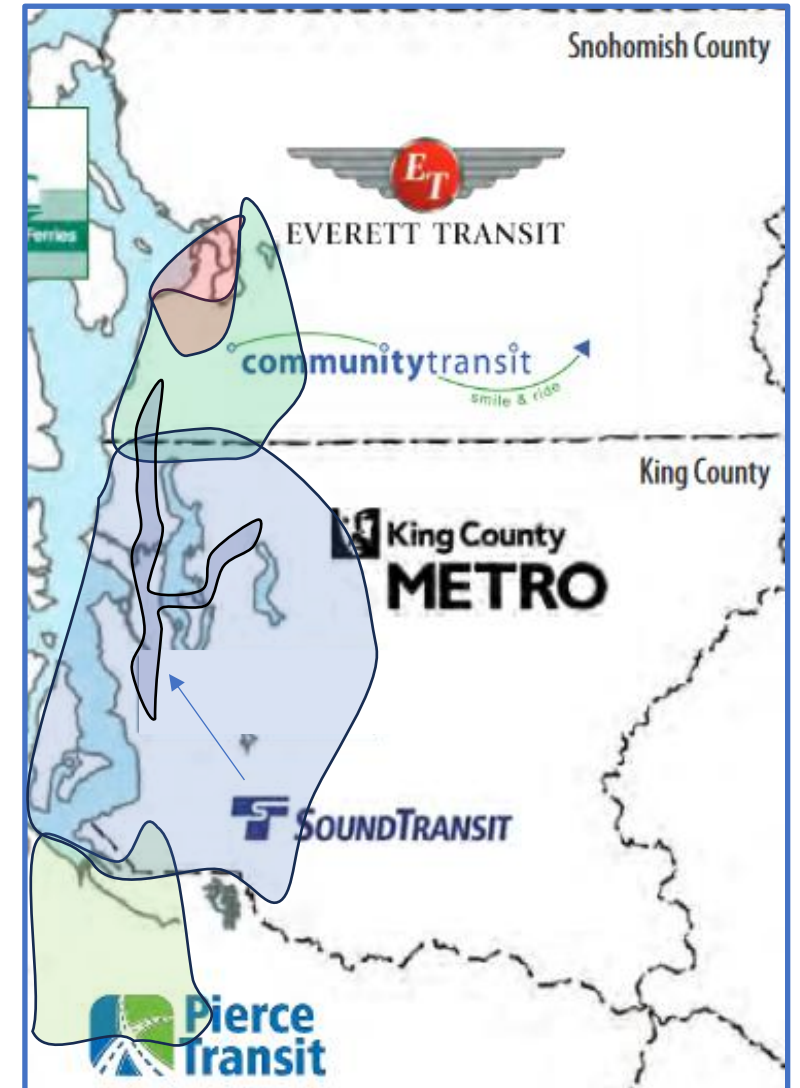 Snohomish County
ET
EVERETT TRANSIT
Ferries
communitytransit
smile & ride
King County
King County
METRO
SOUNDTRANSIT
Pierce
Transit